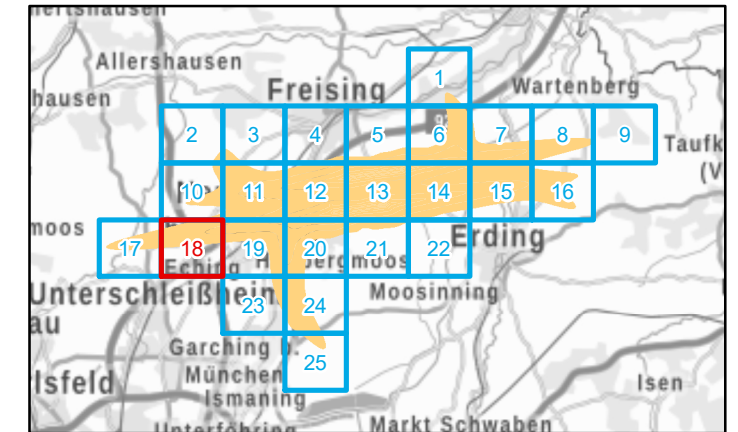 Allershausen
hausen
Freising
1
Wartenberg
2 3 4 5 6 7 8 9
Taufk
(V
10 11 12 13 14 15 16
moos
17 18 19 20 21 22
Erding
Eching
Unterschleißheim
Moosinning
23 24
au
Garching b.
25
München
lsfeld
Isen
Ismaning
Markt Schwaben
Unterföhring